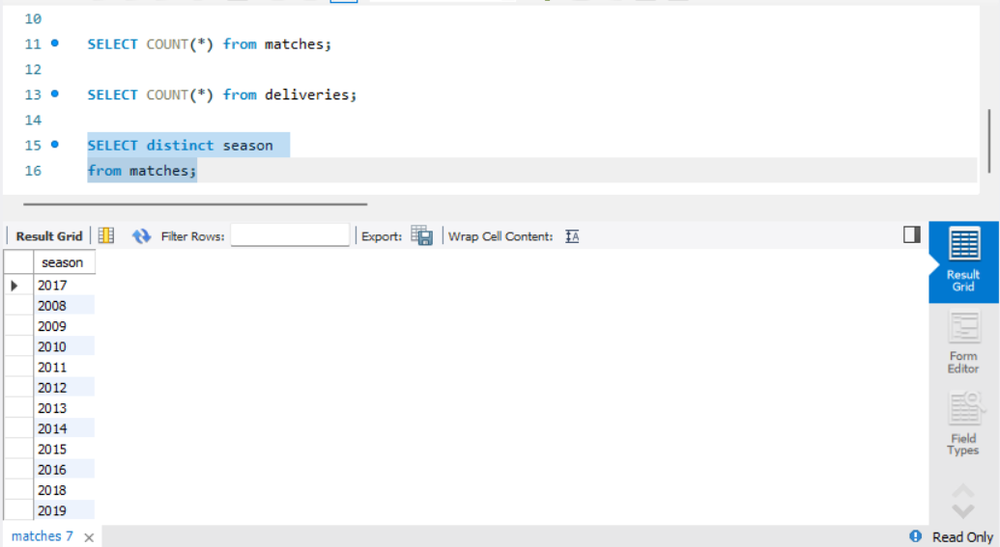 10
11 SELECT COUNT(*) from matches;
12
13 SELECT COUNT(*) from deliveries;
14
15 SELECT distinct season
16 from matches;
Result Grid Filter Rows: Export: Wrap Cell Content: IA
season
2017
2008
2009
2010
2011
2012
2013
2014
2015
2016
2018
2019
Result
Grid
Form
Editor
Field
Types
matches 7 ×
Read Only